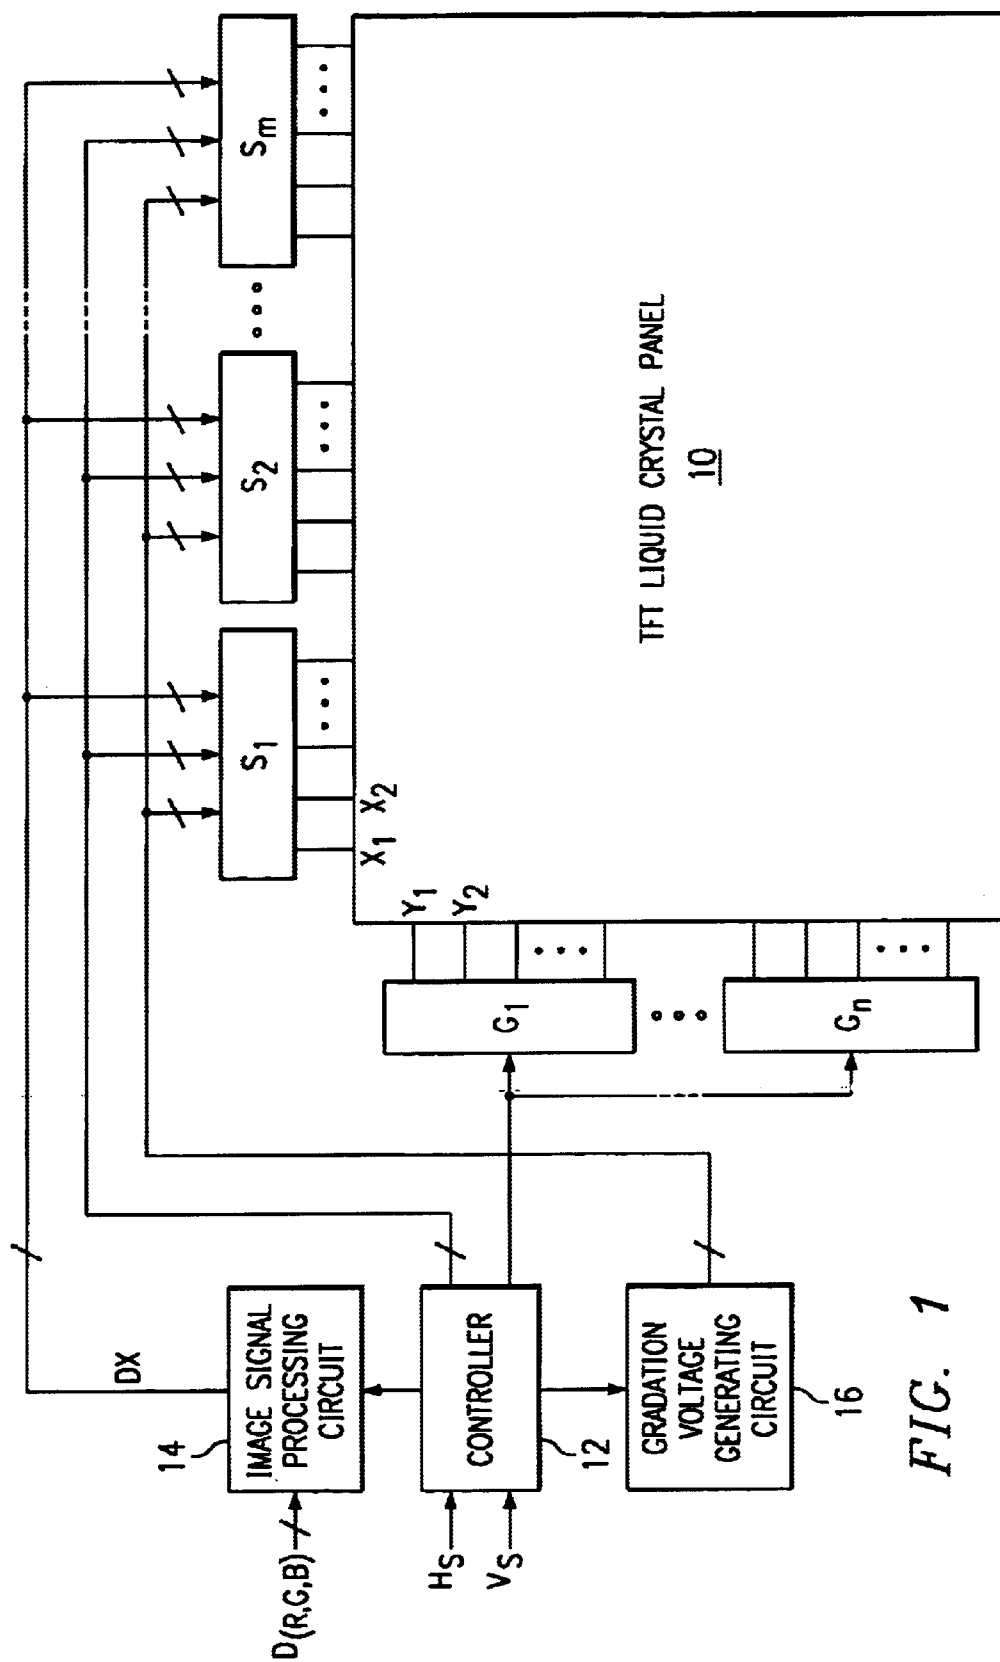 DX
S1
S2
Sm
14
IMAGE SIGNAL
PROCESSING
CIRCUIT
D(R,G,B)
X1
X2
Y1
Y2
G1
Gn
TFT LIQUID CRYSTAL PANEL
10
HS
VS
CONTROLLER
12
GRADATION
VOLTAGE
GENERATING
CIRCUIT
16
FIG. 1